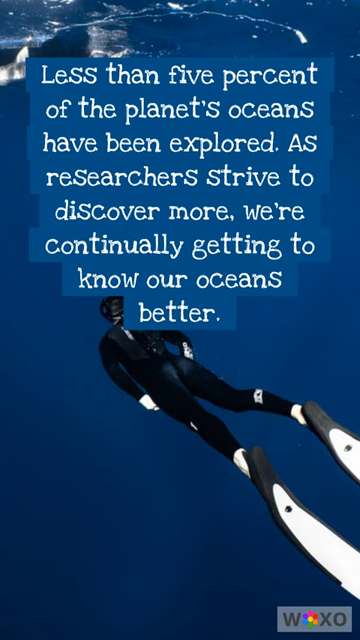 Less than five percent
of the planet's oceans
have been explored. As
researchers strive to
discover more, we're
continually getting to
know our oceans
better.
WOXO